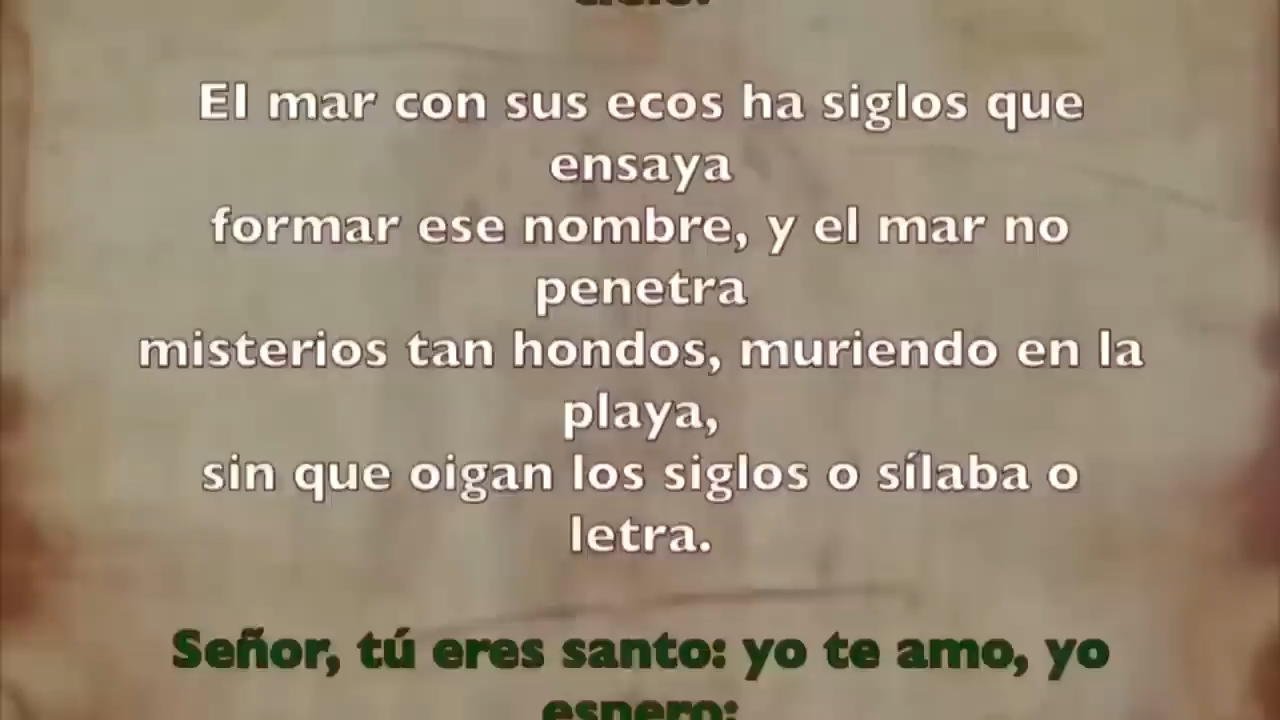 El mar con sus ecos ha siglos que
ensaya
formar ese nombre, y el mar no
penetra
misterios tan hondos, muriendo en la
playa,
sin que oigan los siglos o sílaba o
letra.
Señor, tú eres santo: yo te amo, yo
espero: